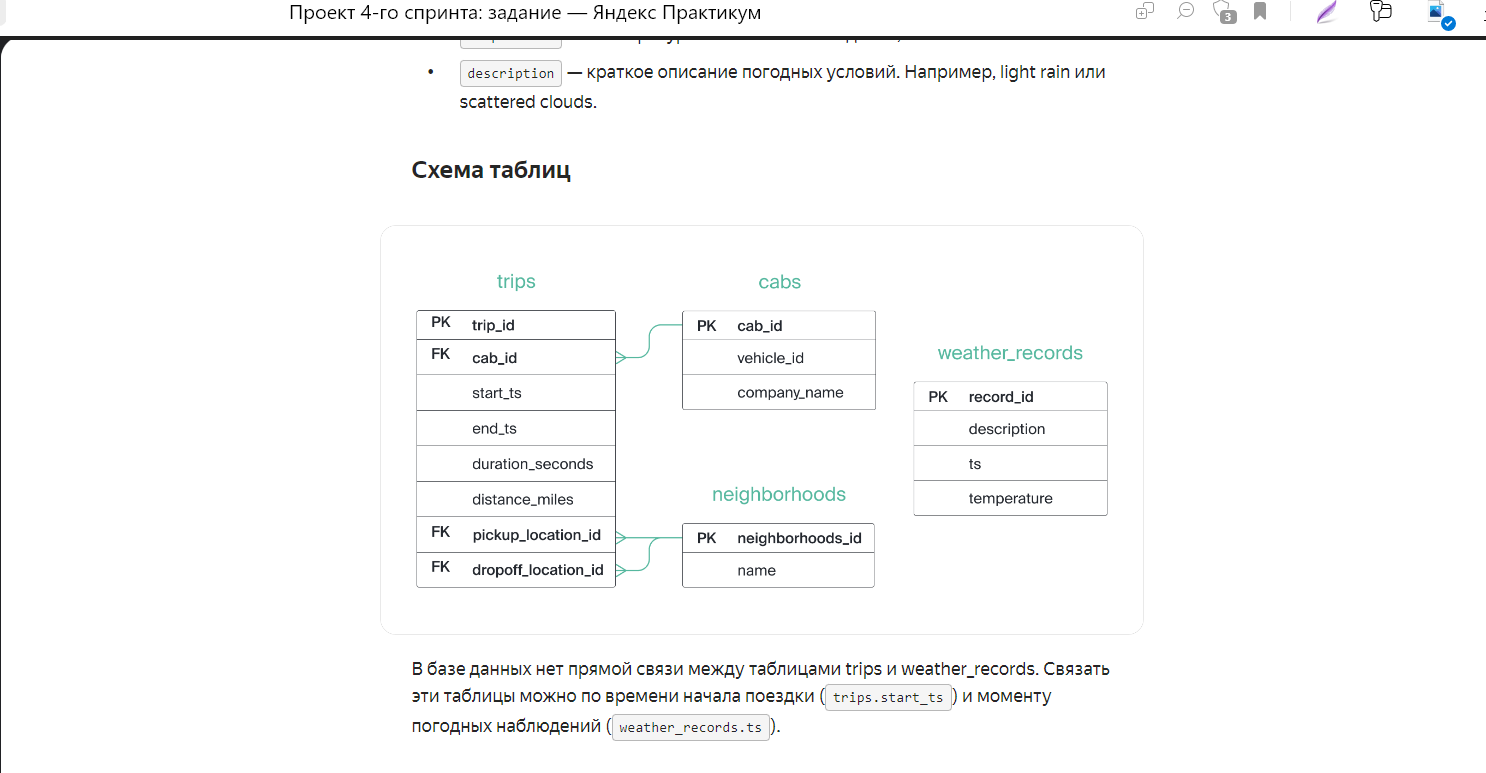 Проект 4-го спринта: задание — Яндекс Практикум
3
• description — краткое описание погодных условий. Например, light rain или
scattered clouds.
Схема таблиц
trips
PK trip_id
FK cab_id
start_ts
end_ts
duration_seconds
distance_miles
FK pickup_location_id
FK dropoff_location_id
cabs
PK cab_id
vehicle_id
company_name
neighborhoods
PK neighborhoods_id
name
weather_records
PK record_id
description
ts
temperature
В базе данных нет прямой связи между таблицами trips и weather_records. Связать
эти таблицы можно по времени начала поездки ( trips.start_ts ) и моменту
погодных наблюдений ( weather_records.ts ).